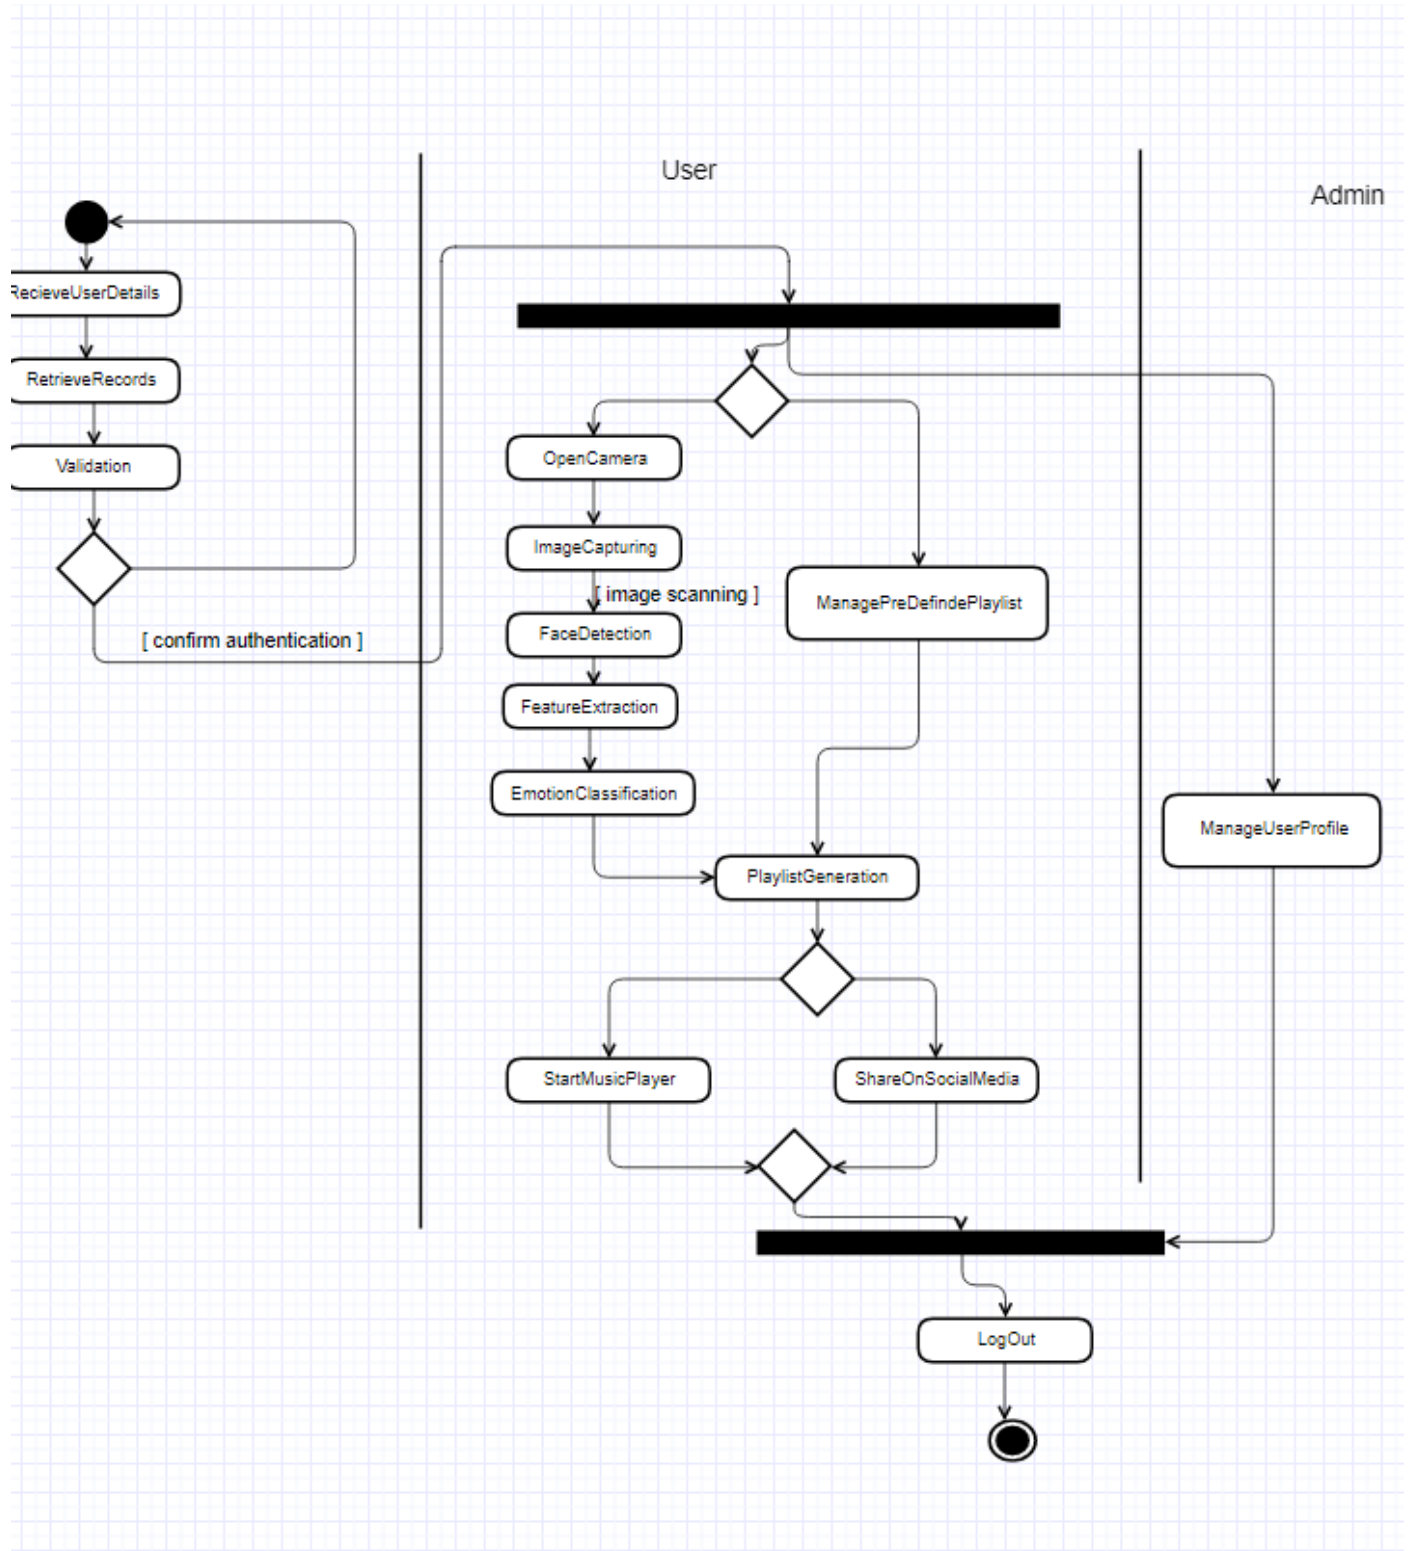 User
Admin
RecieveUserDetails
RetrieveRecords
Validation
[ confirm authentication ]
OpenCamera
ImageCapturing
[ image scanning ]
FaceDetection
FeatureExtraction
EmotionClassification
ManagePreDefindePlaylist
PlaylistGeneration
StartMusicPlayer
ShareOnSocialMedia
ManageUserProfile
LogOut